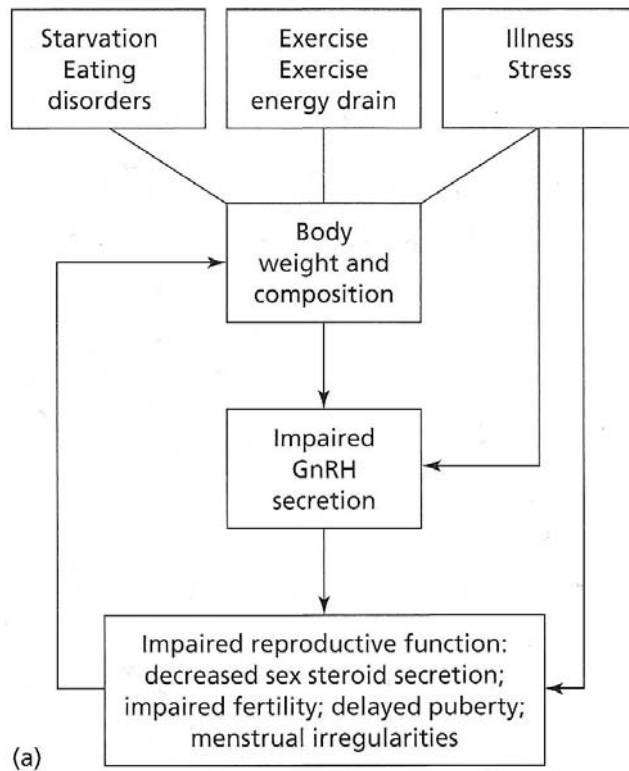 Starvation
Eating
disorders
Exercise
Exercise
energy drain
Illness
Stress
Body
weight and
composition
Impaired
GnRH
secretion
Impaired reproductive function:
decreased sex steroid secretion;
impaired fertility; delayed puberty;
menstrual irregularities
(a)